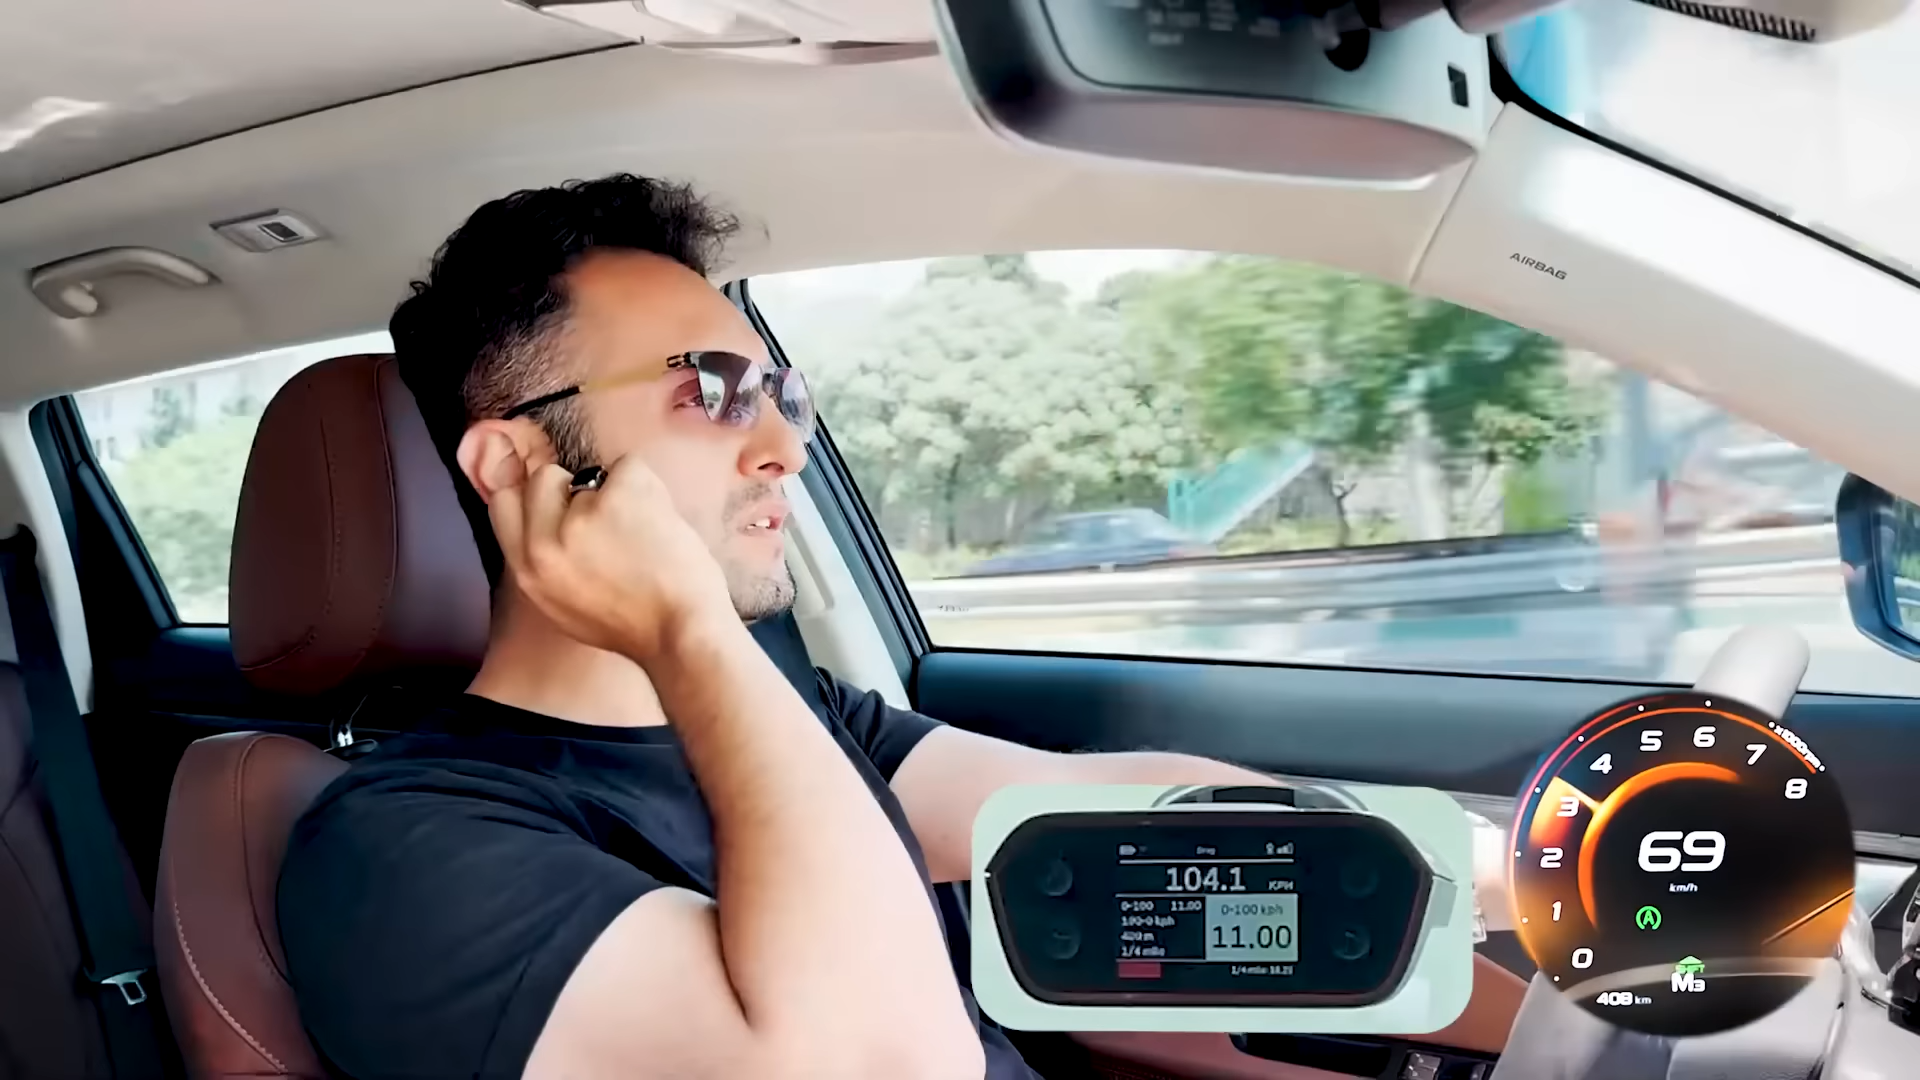 AIRBAG
Drag
104.1 KPH
0-100 11.00
100-0 kph
400 m
1/4 mile
0-100 kph
11.00
1/4 mile
x1000rpm
8
7
6
5
4
3
2
1
0
69
km/h
A
SHIFT
M3
408 km